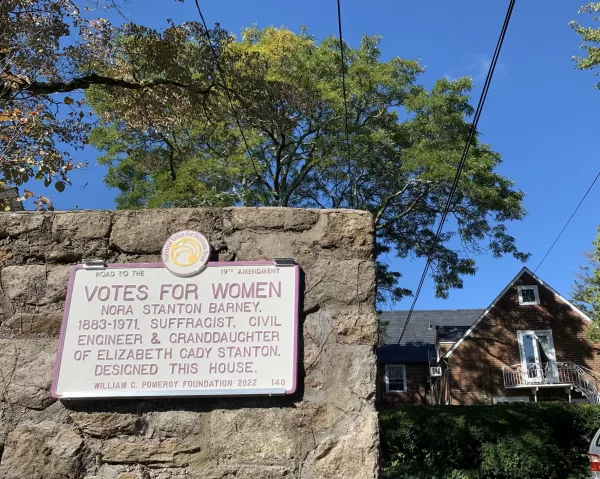 ROAD TO THE 19TH AMENDMENT
VOTES FOR WOMEN
NORA STANTON BARNEY,
1883-1971, SUFFRAGIST, CIVIL
ENGINEER & GRANDDAUGHTER
OF ELIZABETH CADY STANTON,
DESIGNED THIS HOUSE.
WILLIAM G. POMEROY FOUNDATION 2022 140